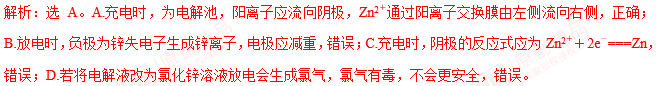 解析：选 A。A.充电时，为电解池，阳离子应流向阴极，Zn²⁺通过阳离子交换膜由左侧流向右侧，正确；
B.放电时，负极为锌失电子生成锌离子，电极应减重，错误；C.充电时，阴极的反应式应为 Zn²⁺＋2e⁻===Zn，
错误；D.若将电解液改为氯化锌溶液放电会生成氯气，氯气有毒，不会更安全，错误。